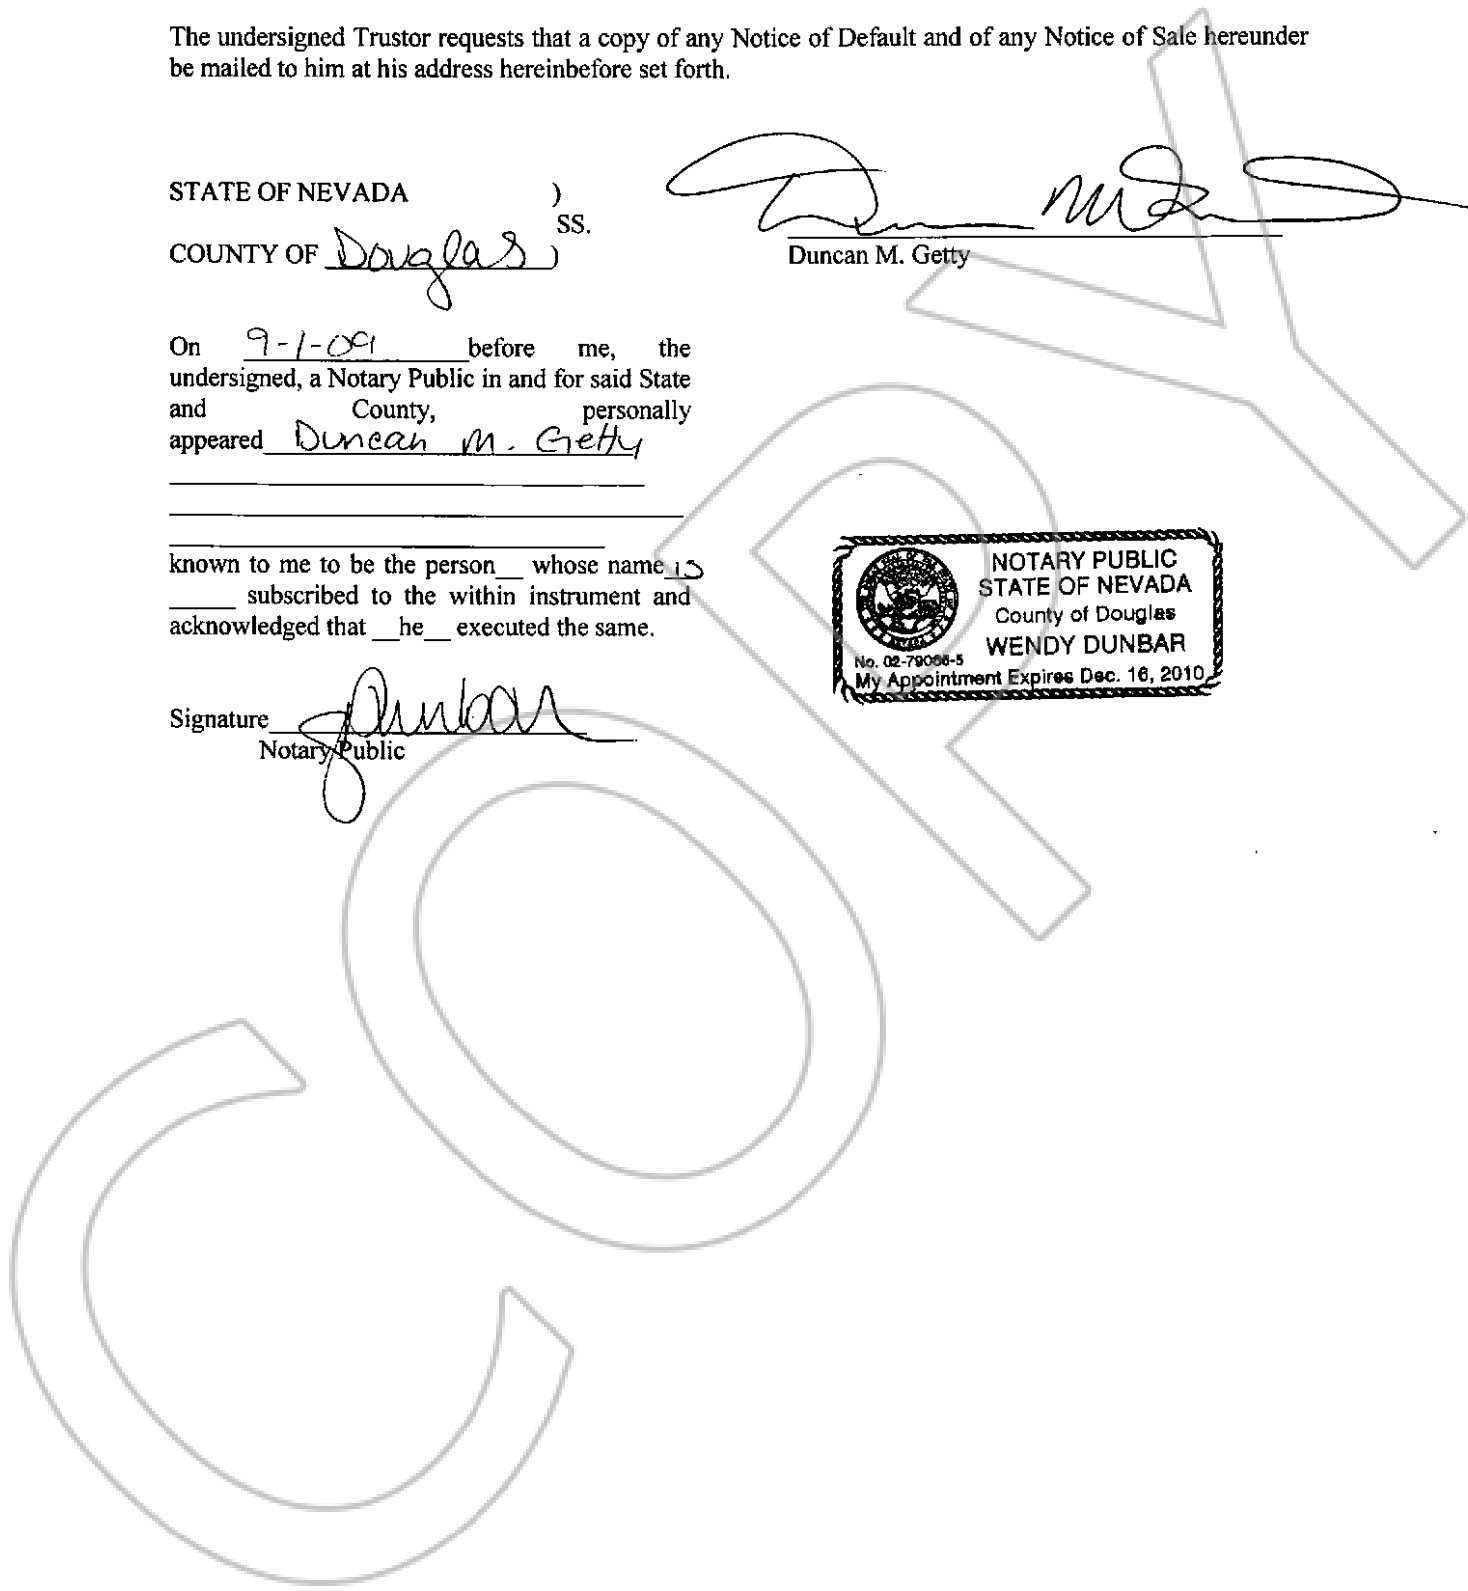 The undersigned Trustor requests that a copy of any Notice of Default and of any Notice of Sale hereunder
be mailed to him at his address hereinbefore set forth.
STATE OF NEVADA )
SS.
COUNTY OF Douglas )
Duncan M. Getty
On 9-1-09 before me, the
undersigned, a Notary Public in and for said State
and County, personally
appeared Duncan M. Getty
known to me to be the person__ whose name is
_____ subscribed to the within instrument and
acknowledged that __he__ executed the same.
Signature
Notary Public
NOTARY PUBLIC
STATE OF NEVADA
County of Douglas
WENDY DUNBAR
My Appointment Expires Dec. 16, 2010
COPY